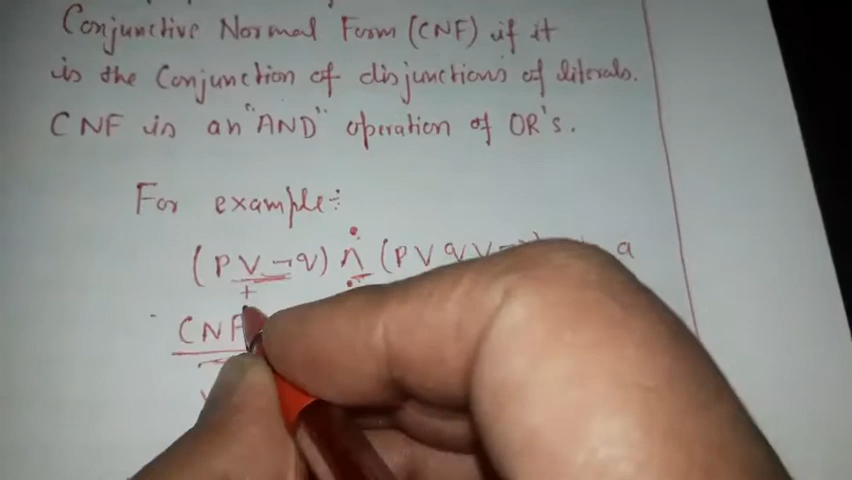 Conjunctive Normal Form (CNF) if it
is the Conjunction of disjunctions of literals.
CNF is an "AND" operation of OR's.
For example:
(P V ¬q) ∧ (P V q V a
+
CNF